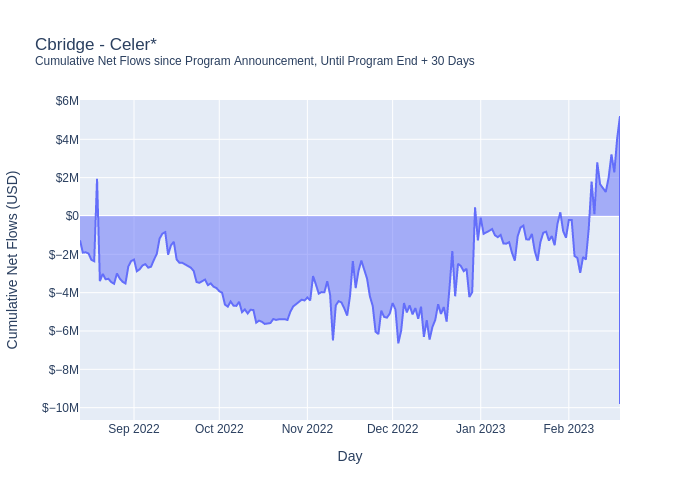 Cbridge - Celer*
Cumulative Net Flows since Program Announcement, Until Program End + 30 Days
$6M
$4M
$2M
$0
$−2M
$−4M
$−6M
$−8M
$−10M
Cumulative Net Flows (USD)
Sep 2022
Oct 2022
Nov 2022
Dec 2022
Jan 2023
Feb 2023
Day